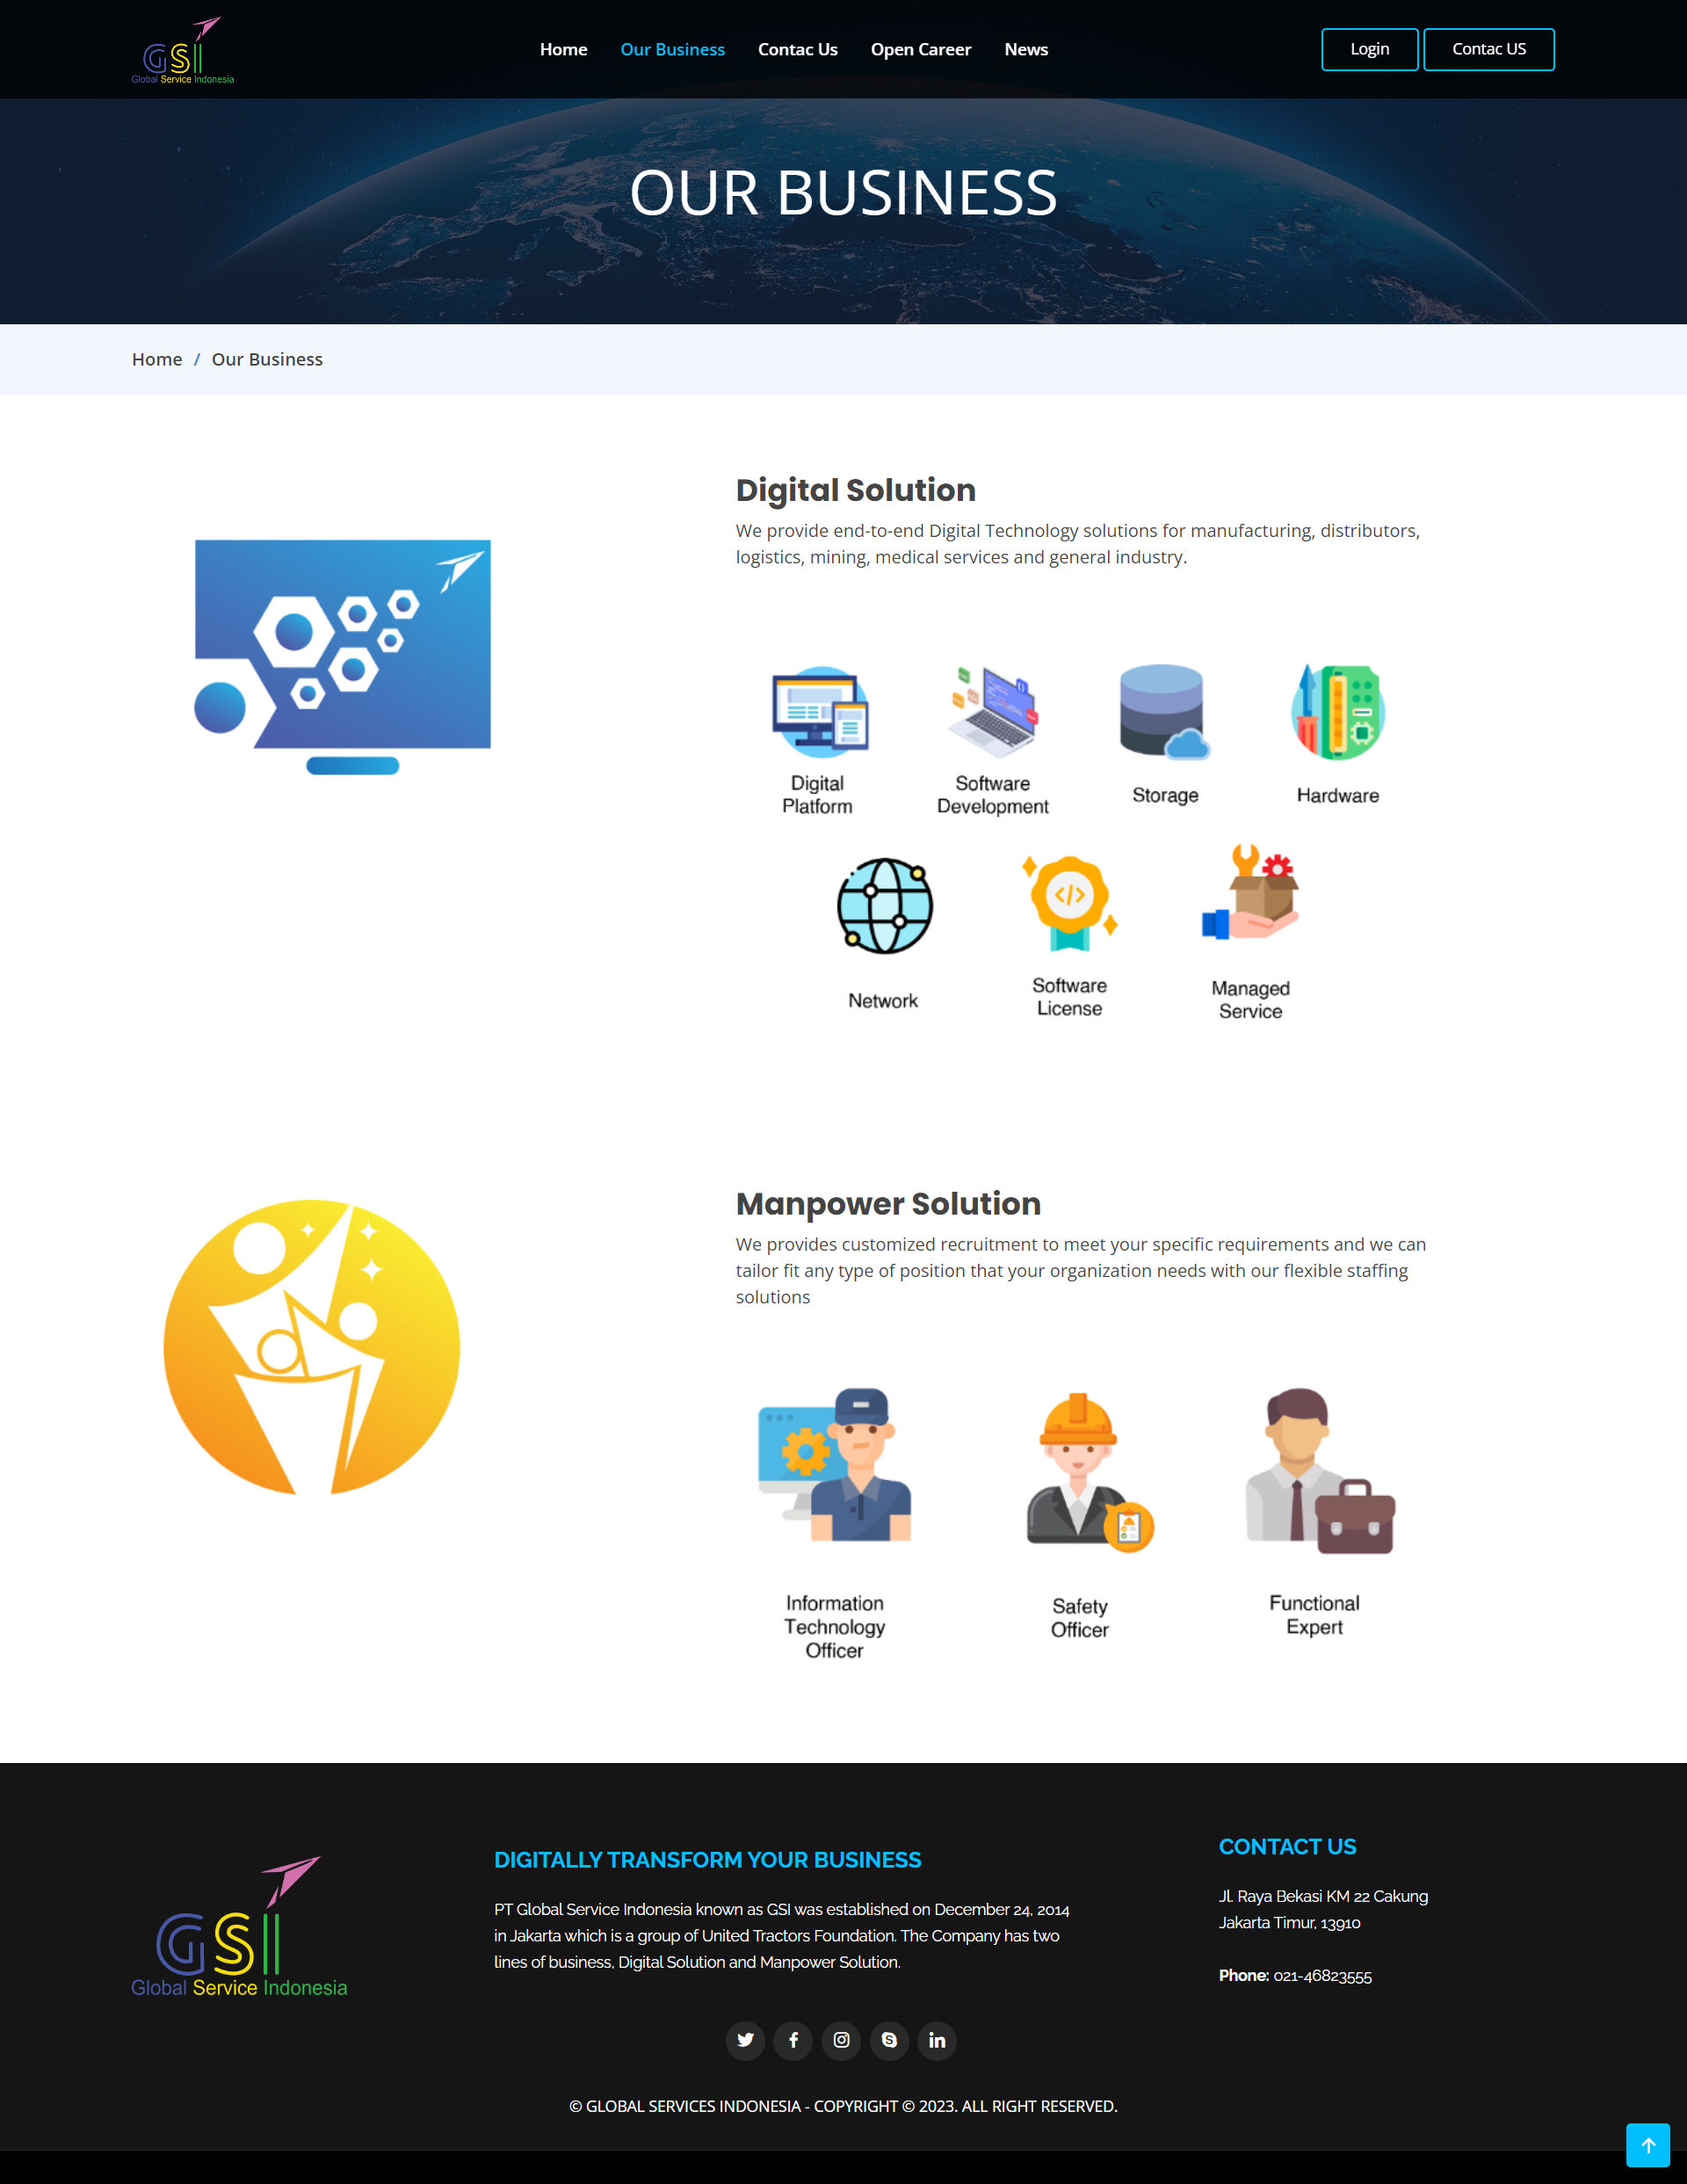 GSI
Global Service Indonesia
Home
Our Business
Contac Us
Open Career
News
Login
Contac US
OUR BUSINESS
Home / Our Business
Digital Solution
We provide end-to-end Digital Technology solutions for manufacturing, distributors,
logistics, mining, medical services and general industry.
Digital
Platform
Software
Development
Storage
Hardware
Network
Software
License
Managed
Service
Manpower Solution
We provides customized recruitment to meet your specific requirements and we can
tailor fit any type of position that your organization needs with our flexible staffing
solutions
Information
Technology
Officer
Safety
Officer
Functional
Expert
GSI
Global Service Indonesia
DIGITALLY TRANSFORM YOUR BUSINESS
PT Global Service Indonesia known as GSI was established on December 24, 2014
in Jakarta which is a group of United Tractors Foundation. The Company has two
lines of business, Digital Solution and Manpower Solution.
CONTACT US
Jl. Raya Bekasi KM 22 Cakung
Jakarta Timur, 13910
Phone: 021-46823555
© GLOBAL SERVICES INDONESIA - COPYRIGHT © 2023. ALL RIGHT RESERVED.